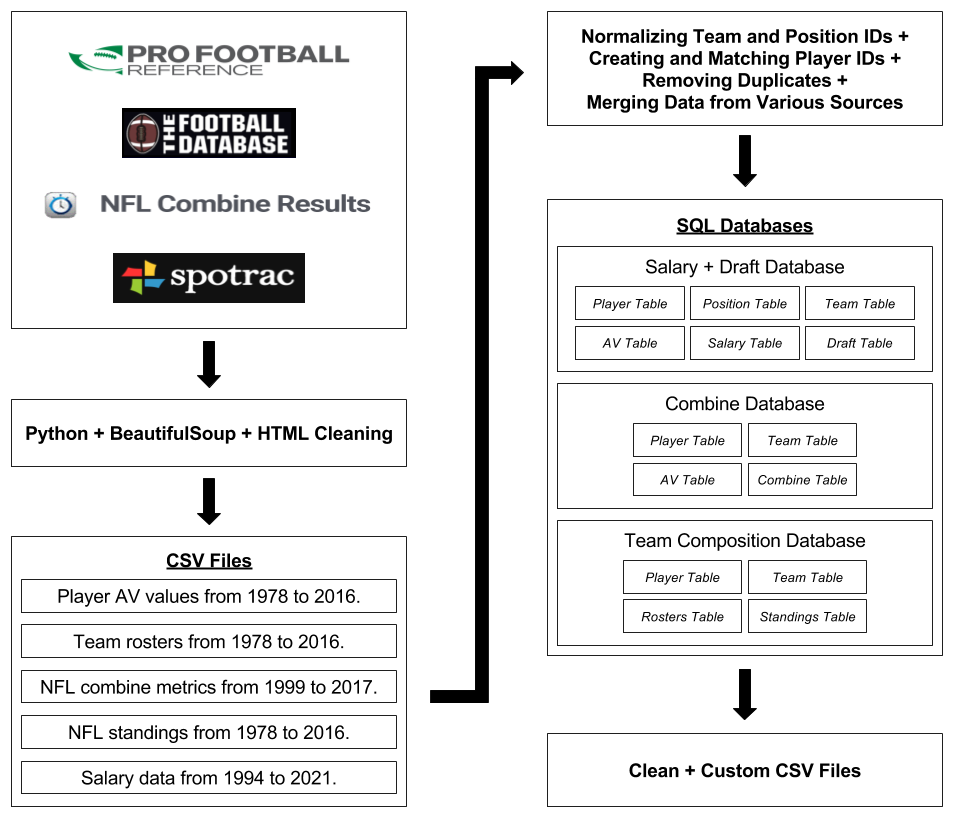 PRO FOOTBALL
REFERENCE
THE FOOTBALL
DATABASE
NFL Combine Results
spotrac
Python + BeautifulSoup + HTML Cleaning
CSV Files
Player AV values from 1978 to 2016.
Team rosters from 1978 to 2016.
NFL combine metrics from 1999 to 2017.
NFL standings from 1978 to 2016.
Salary data from 1994 to 2021.
Normalizing Team and Position IDs +
Creating and Matching Player IDs +
Removing Duplicates +
Merging Data from Various Sources
SQL Databases
Salary + Draft Database
Player Table Position Table Team Table
AV Table Salary Table Draft Table
Combine Database
Player Table Team Table
AV Table Combine Table
Team Composition Database
Player Table Team Table
Rosters Table Standings Table
Clean + Custom CSV Files